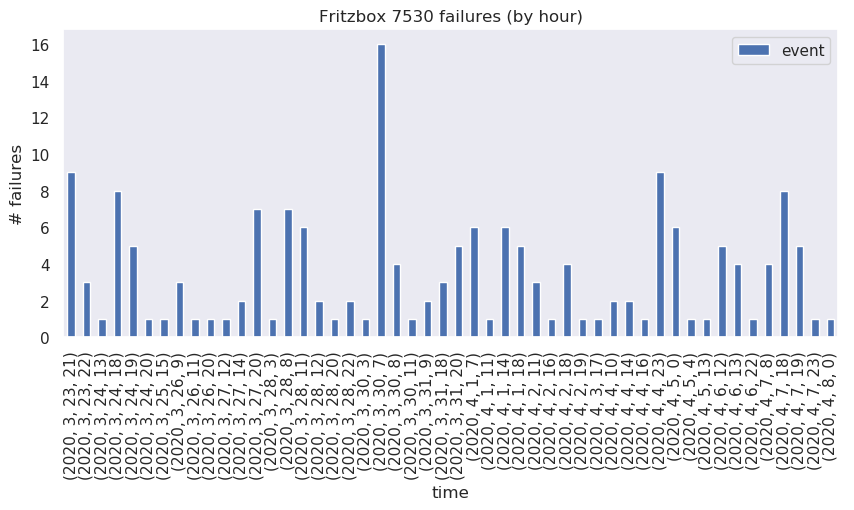 Fritzbox 7530 failures (by hour)
event
# failures
16
14
12
10
8
6
4
2
0
(2020, 3, 23, 21)
(2020, 3, 23, 22)
(2020, 3, 24, 13)
(2020, 3, 24, 18)
(2020, 3, 24, 19)
(2020, 3, 24, 20)
(2020, 3, 25, 15)
(2020, 3, 26, 9)
(2020, 3, 26, 11)
(2020, 3, 26, 20)
(2020, 3, 27, 12)
(2020, 3, 27, 14)
(2020, 3, 27, 20)
(2020, 3, 28, 3)
(2020, 3, 28, 8)
(2020, 3, 28, 11)
(2020, 3, 28, 12)
(2020, 3, 28, 20)
(2020, 3, 28, 22)
(2020, 3, 30, 3)
(2020, 3, 30, 7)
(2020, 3, 30, 8)
(2020, 3, 30, 11)
(2020, 3, 31, 9)
(2020, 3, 31, 18)
(2020, 3, 31, 20)
(2020, 4, 1, 7)
(2020, 4, 1, 11)
(2020, 4, 1, 14)
(2020, 4, 1, 18)
(2020, 4, 2, 11)
(2020, 4, 2, 16)
(2020, 4, 2, 18)
(2020, 4, 2, 19)
(2020, 4, 3, 17)
(2020, 4, 4, 10)
(2020, 4, 4, 14)
(2020, 4, 4, 16)
(2020, 4, 4, 23)
(2020, 4, 5, 0)
(2020, 4, 5, 4)
(2020, 4, 5, 13)
(2020, 4, 6, 12)
(2020, 4, 6, 13)
(2020, 4, 6, 22)
(2020, 4, 7, 8)
(2020, 4, 7, 18)
(2020, 4, 7, 19)
(2020, 4, 7, 23)
(2020, 4, 8, 0)
time